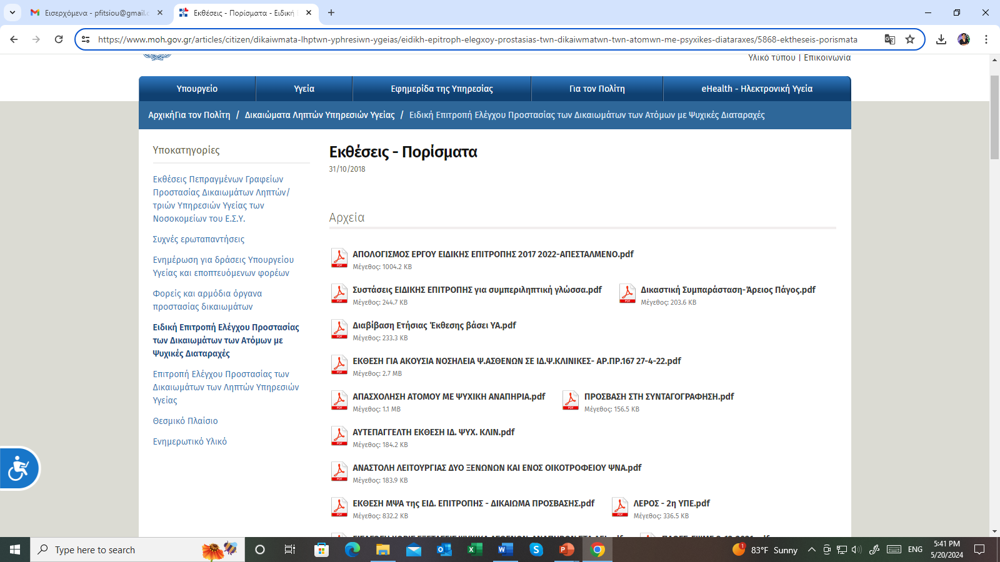 Εισερχόμενα - pfitsiou@gmail.c
Εκθέσεις - Πορίσματα - Ειδική
https://www.moh.gov.gr/articles/citizen/dikaiwmata-lhptwn-yphresiwn-ygeias/eidikh-epitroph-elegxoy-prostasias-twn-dikaiwmatwn-twn-atomwn-me-psyxikes-diataraxes/5868-ektheseis-porismata
Υλικό τύπου | Επικοινωνία
Υπουργείο
Υγεία
Εφημερίδα της Υπηρεσίας
Για τον Πολίτη
eHealth - Ηλεκτρονική Υγεία
ΑρχικήΓια τον Πολίτη / Δικαιώματα Ληπτών Υπηρεσιών Υγείας / Ειδική Επιτροπή Ελέγχου Προστασίας των Δικαιωμάτων των Ατόμων με Ψυχικές Διαταραχές
Υποκατηγορίες
Εκθέσεις Πεπραγμένων Γραφείων
Προστασίας Δικαιωμάτων Ληπτών/
τριών Υπηρεσιών Υγείας των
Νοσοκομείων του Ε.Σ.Υ.
Συχνές ερωταπαντήσεις
Ενημέρωση για δράσεις Υπουργείου
Υγείας και εποπτευόμενων φορέων
Φορείς και αρμόδια όργανα
προστασίας δικαιωμάτων
Ειδική Επιτροπή Ελέγχου Προστασίας
των Δικαιωμάτων των Ατόμων με
Ψυχικές Διαταραχές
Επιτροπή Ελέγχου Προστασίας των
Δικαιωμάτων των Ληπτών Υπηρεσιών
Υγείας
Θεσμικό Πλαίσιο
Ενημερωτικό Υλικό
Εκθέσεις - Πορίσματα
31/10/2018
Αρχεία
ΑΠΟΛΟΓΙΣΜΟΣ ΕΡΓΟΥ ΕΙΔΙΚΗΣ ΕΠΙΤΡΟΠΗΣ 2017 2022-ΑΠΕΣΤΑΛΜΕΝΟ.pdf
Μέγεθος: 1004.2 KB
Συστάσεις ΕΙΔΙΚΗΣ ΕΠΙΤΡΟΠΗΣ για συμπεριληπτική γλώσσα.pdf
Μέγεθος: 244.7 KB
Δικαστική Συμπαράσταση-Άρειος Πάγος.pdf
Μέγεθος: 203.6 KB
Διαβίβαση Ετήσιας Έκθεσης βάσει ΥΑ.pdf
Μέγεθος: 233.3 KB
ΕΚΘΕΣΗ ΓΙΑ ΑΚΟΥΣΙΑ ΝΟΣΗΛΕΙΑ Ψ.ΑΣΘΕΝΩΝ ΣΕ ΙΔ.Ψ.ΚΛΙΝΙΚΕΣ- ΑΡ.ΠΡ.167 27-4-22.pdf
Μέγεθος: 2.7 MB
ΑΠΑΣΧΟΛΗΣΗ ΑΤΟΜΟΥ ΜΕ ΨΥΧΙΚΗ ΑΝΑΠΗΡΙΑ.pdf
Μέγεθος: 1.1 MB
ΠΡΟΣΒΑΣΗ ΣΤΗ ΣΥΝΤΑΓΟΓΡΑΦΗΣΗ.pdf
Μέγεθος: 156.5 KB
ΑΥΤΕΠΑΓΓΕΛΤΗ ΕΚΘΕΣΗ ΙΔ. ΨΥΧ. ΚΛΙΝ.pdf
Μέγεθος: 184.2 KB
ΑΝΑΣΤΟΛΗ ΛΕΙΤΟΥΡΓΙΑΣ ΔΥΟ ΞΕΝΩΝΩΝ ΚΑΙ ΕΝΟΣ ΟΙΚΟΤΡΟΦΕΙΟΥ ΨΝΑ.pdf
Μέγεθος: 183.9 KB
ΕΚΘΕΣΗ ΜΨΑ της ΕΙΔ. ΕΠΙΤΡΟΠΗΣ - ΔΙΚΑΙΩΜΑ ΠΡΟΣΒΑΣΗΣ.pdf
Μέγεθος: 832.2 KB
ΛΕΡΟΣ - 2η ΥΠΕ.pdf
Μέγεθος: 336.5 KB
Type here to search
1
83°F Sunny
ENG
5:41 PM
5/20/2024